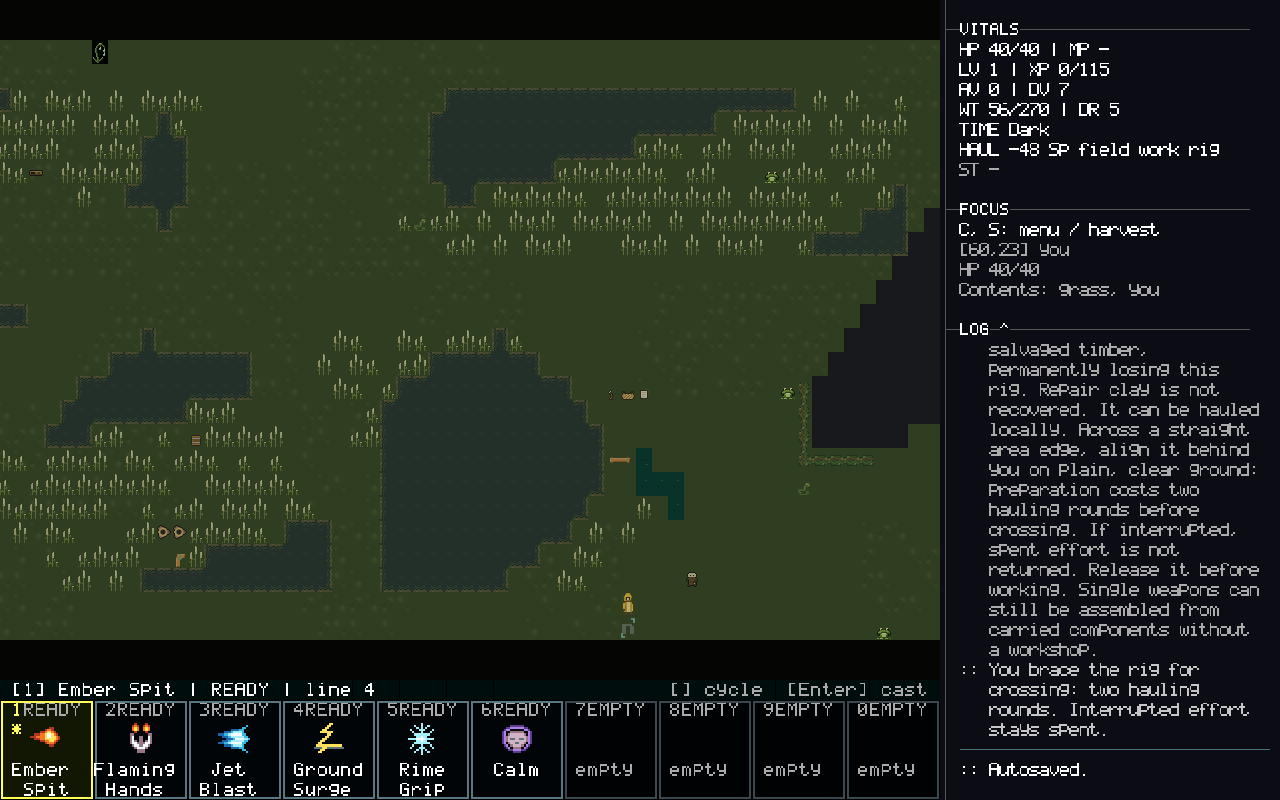 VITALS
HP 40/40 | MP -
LV 1 | XP 0/115
AV 0 | DV 7
WT 56/270 | DR 5
TIME Dark
HAUL -48 SP field work rig
ST -
FOCUS
C, S: menu / harvest
[60,23] You
HP 40/40
Contents: grass, You
LOG ^
salvaged timber,
Permanently losing this
rig. Repair clay is not
recovered. It can be hauled
locally. Across a straight
area edge, align it behind
you on Plain, clear ground:
Preparation costs two
hauling rounds before
crossing. If interrupted,
spent effort is not
returned. Release it before
working. Single weapons can
still be assembled from
carried components without
a workshop.
:: You brace the rig for
crossing: two hauling
rounds. Interrupted effort
stays spent.
:: Autosaved.
[1] Ember Spit | READY | line 4
[] cycle [Enter] cast
1READY 2READY 3READY 4READY 5READY 6READY 7EMPTY 8EMPTY 9EMPTY 0EMPTY
*
Ember Flaming Jet Ground Rime Calm empty empty empty empty
Spit Hands Blast Surge Grip